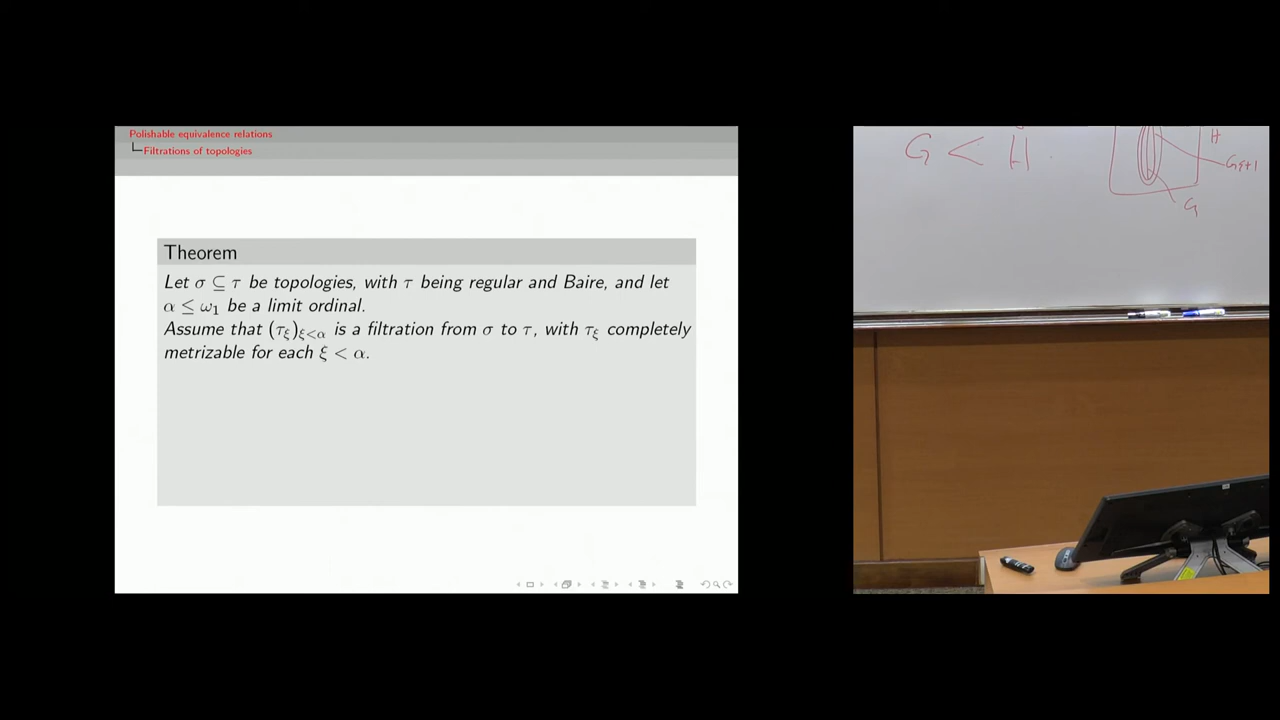 Polishable equivalence relations
Filtrations of topologies
Theorem
Let σ ⊆ τ be topologies, with τ being regular and Baire, and let
α ≤ ω₁ be a limit ordinal.
Assume that (τ_ξ)_{ξ<α} is a filtration from σ to τ, with τ_ξ completely
metrizable for each ξ < α.
G < H
H
G_{ξ+1}
G